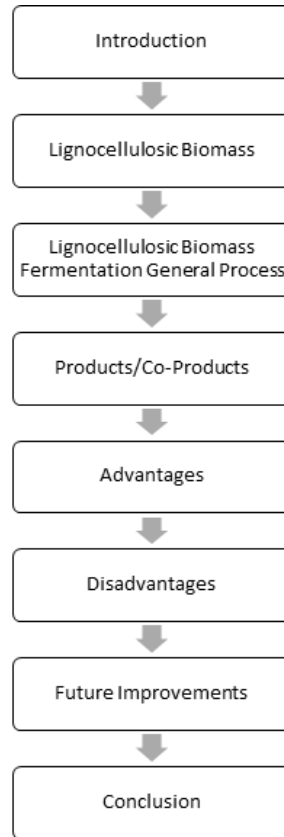 Introduction
Lignocellulosic Biomass
Lignocellulosic Biomass
Fermentation General Process
Products/Co-Products
Advantages
Disadvantages
Future Improvements
Conclusion